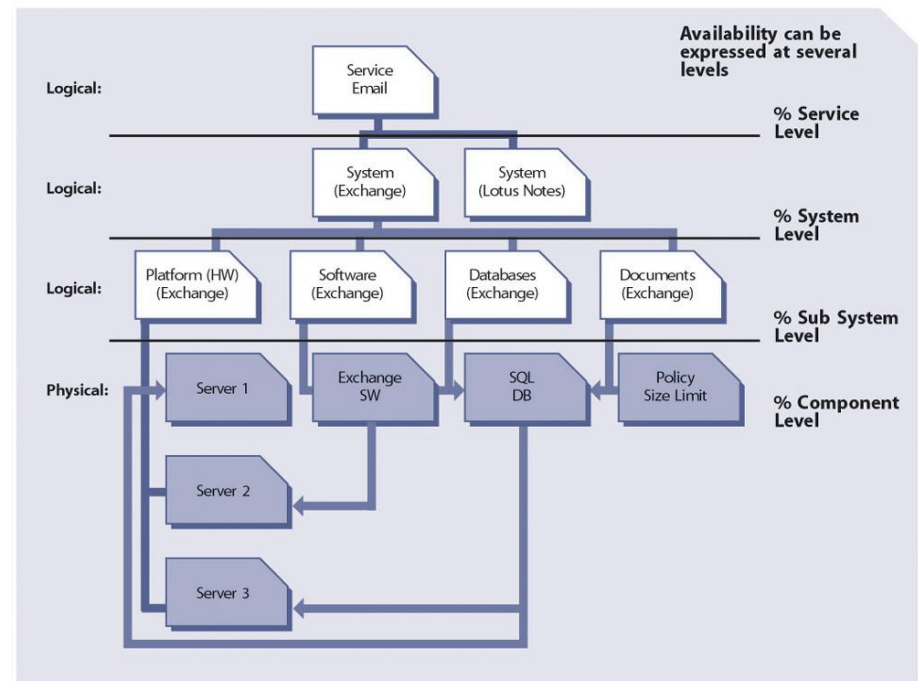 Availability can be
expressed at several
levels
Logical:
Service
Email
% Service
Level
Logical:
System
(Exchange)
System
(Lotus Notes)
% System
Level
Logical:
Platform (HW)
(Exchange)
Software
(Exchange)
Databases
(Exchange)
Documents
(Exchange)
% Sub System
Level
Physical:
Server 1
Exchange
SW
SQL
DB
Policy
Size Limit
% Component
Level
Server 2
Server 3